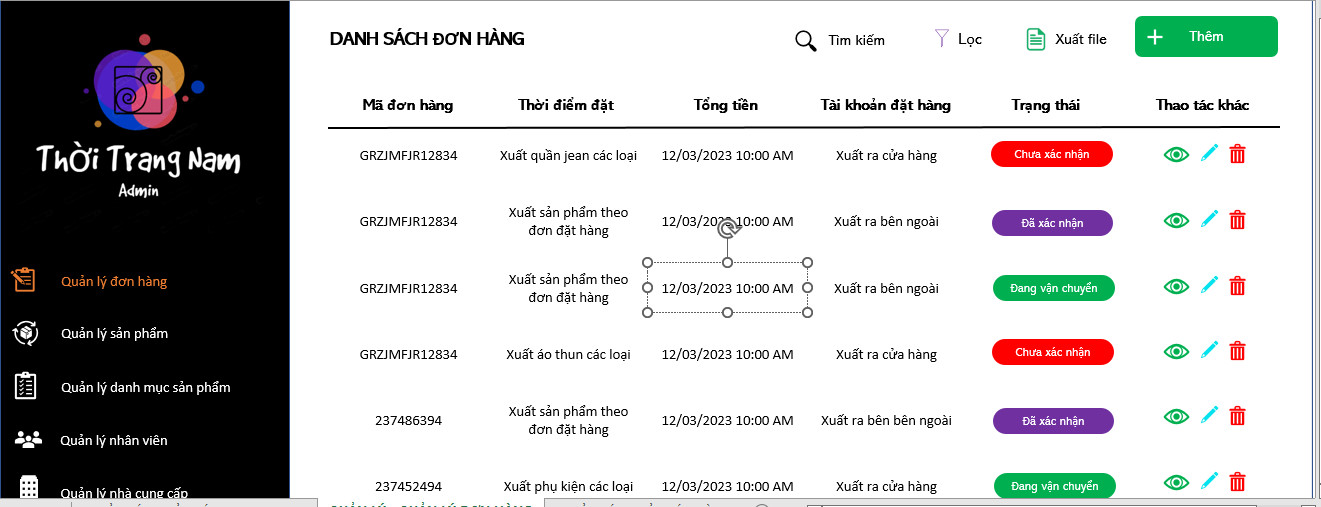 Thời Trang Nam
Admin
Quản lý đơn hàng
Quản lý sản phẩm
Quản lý danh mục sản phẩm
Quản lý nhân viên
Quản lý nhà cung cấp
DANH SÁCH ĐƠN HÀNG
Tìm kiếm
Lọc
Xuất file
Thêm
Mã đơn hàng Thời điểm đặt Tổng tiền Tài khoản đặt hàng Trạng thái Thao tác khác
GRZJMFJR12834 Xuất quần jean các loại 12/03/2023 10:00 AM Xuất ra cửa hàng Chưa xác nhận
GRZJMFJR12834 Xuất sản phẩm theo
đơn đặt hàng 12/03/2023 10:00 AM Xuất ra bên ngoài Đã xác nhận
GRZJMFJR12834 Xuất sản phẩm theo
đơn đặt hàng 12/03/2023 10:00 AM Xuất ra bên ngoài Đang vận chuyển
GRZJMFJR12834 Xuất áo thun các loại 12/03/2023 10:00 AM Xuất ra cửa hàng Chưa xác nhận
237486394 Xuất sản phẩm theo
đơn đặt hàng 12/03/2023 10:00 AM Xuất ra bên bên ngoài Đã xác nhận
237452494 Xuất phụ kiện các loại 12/03/2023 10:00 AM Xuất ra cửa hàng Đang vận chuyển